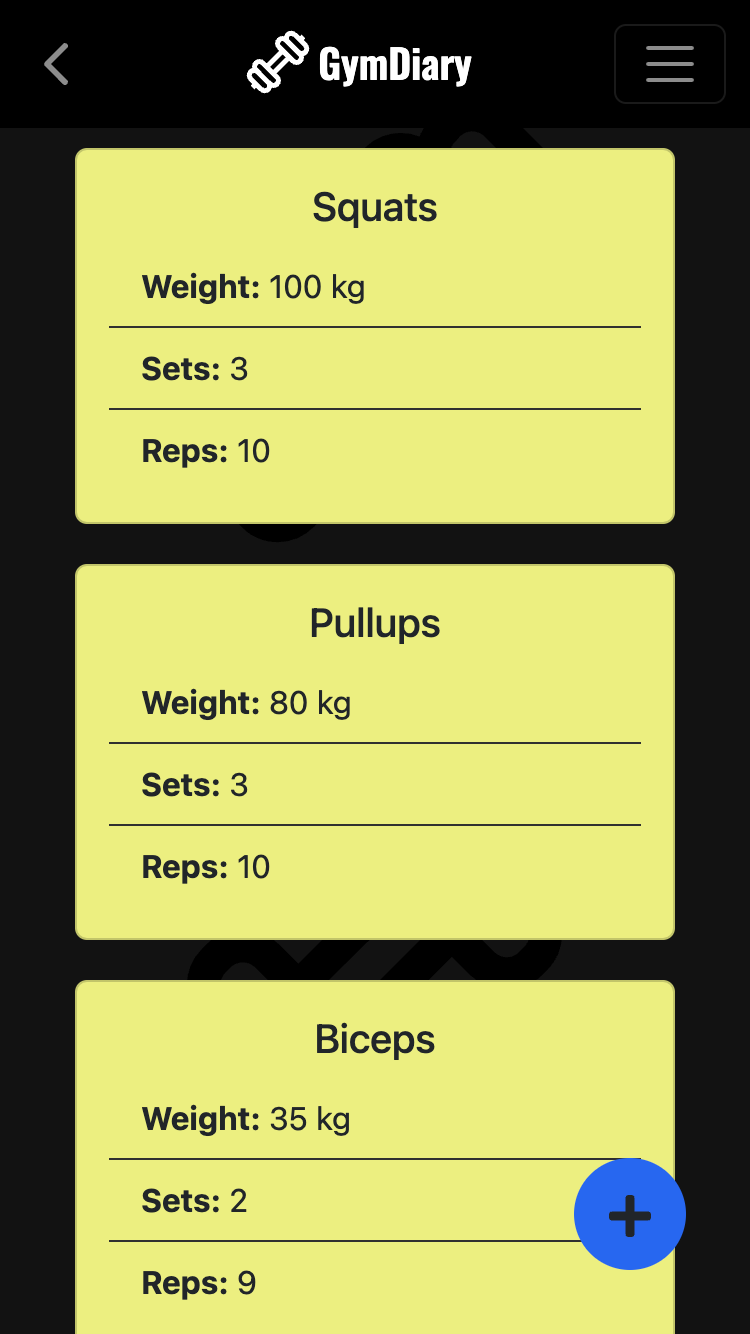 GymDiary
Squats
Weight: 100 kg
Sets: 3
Reps: 10
Pullups
Weight: 80 kg
Sets: 3
Reps: 10
Biceps
Weight: 35 kg
Sets: 2
Reps: 9